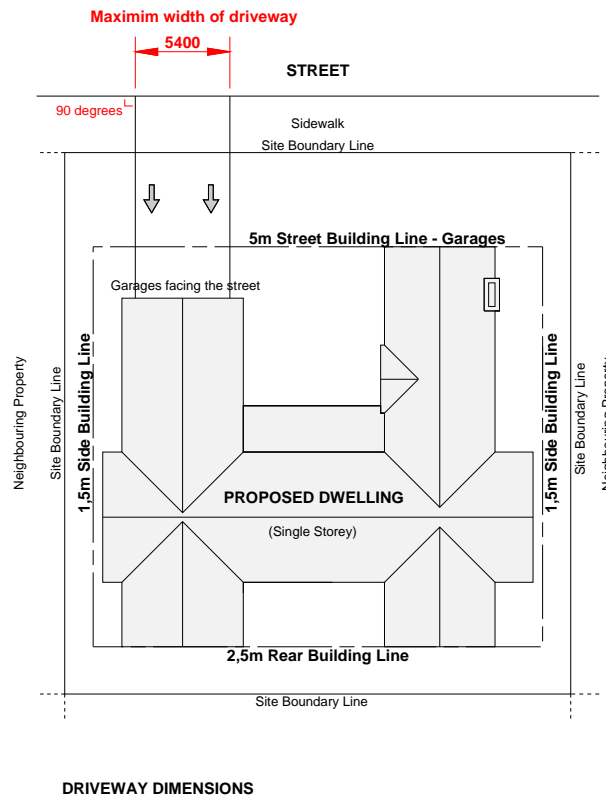 Maximim width of driveway
5400
STREET
90 degrees
Sidewalk
Site Boundary Line
5m Street Building Line - Garages
Garages facing the street
Neighbouring Property
Site Boundary Line
1,5m Side Building Line
1,5m Side Building Line
Site Boundary Line
Neighbouring Property
PROPOSED DWELLING
(Single Storey)
2,5m Rear Building Line
Site Boundary Line
DRIVEWAY DIMENSIONS